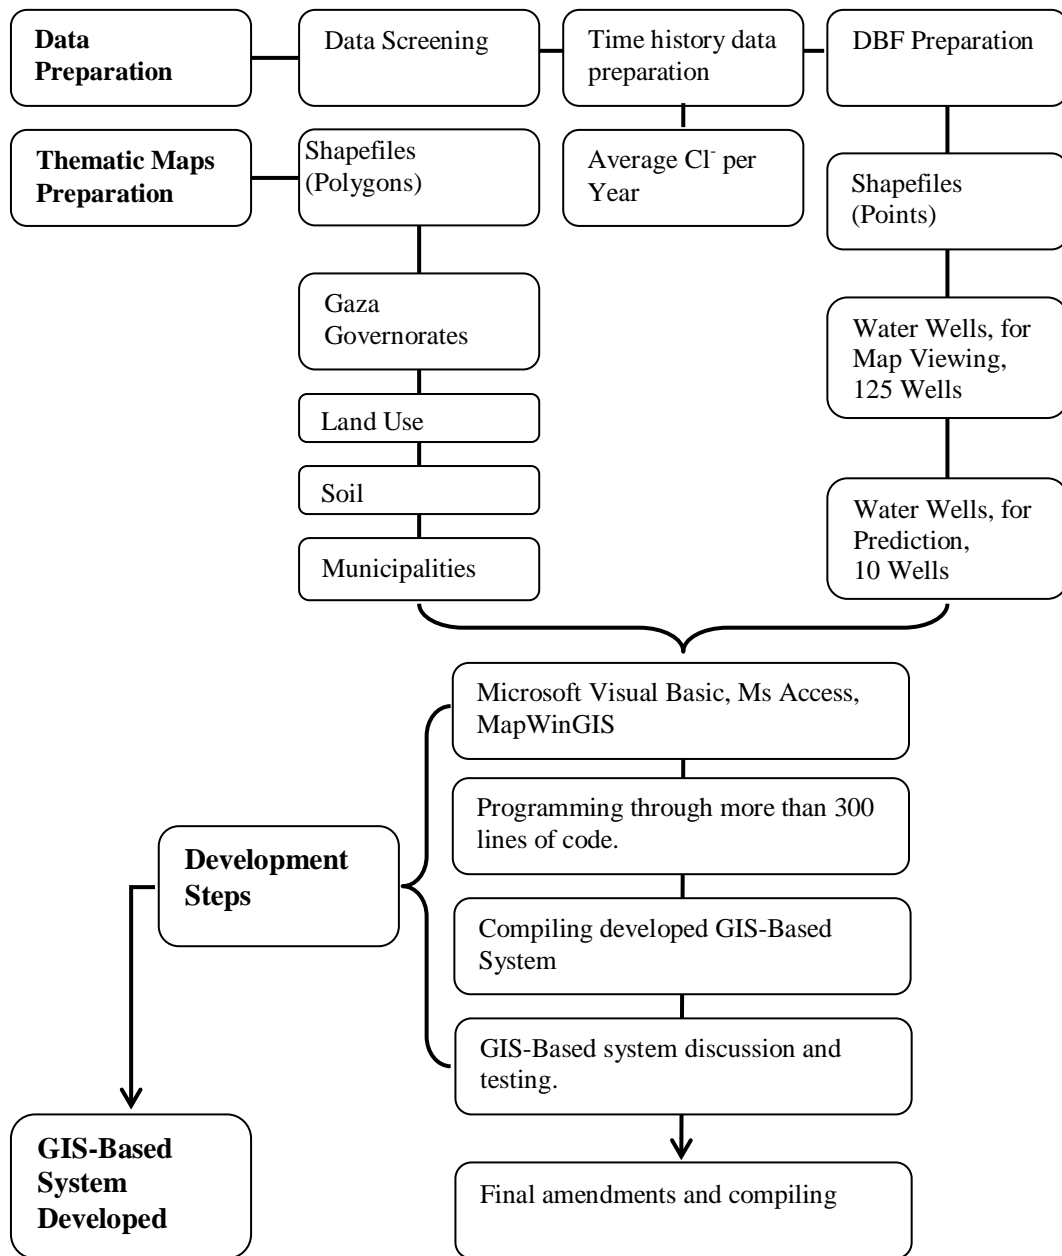 Data
Preparation
Data Screening
Time history data
preparation
DBF Preparation
Thematic Maps
Preparation
Shapefiles
(Polygons)
Average Cl⁻ per
Year
Shapefiles
(Points)
Gaza
Governorates
Water Wells, for
Map Viewing,
125 Wells
Land Use
Soil
Water Wells, for
Prediction,
10 Wells
Municipalities
Microsoft Visual Basic, Ms Access,
MapWinGIS
Programming through more than 300
lines of code.
Development
Steps
Compiling developed GIS-Based
System
GIS-Based system discussion and
testing.
GIS-Based
System
Developed
Final amendments and compiling